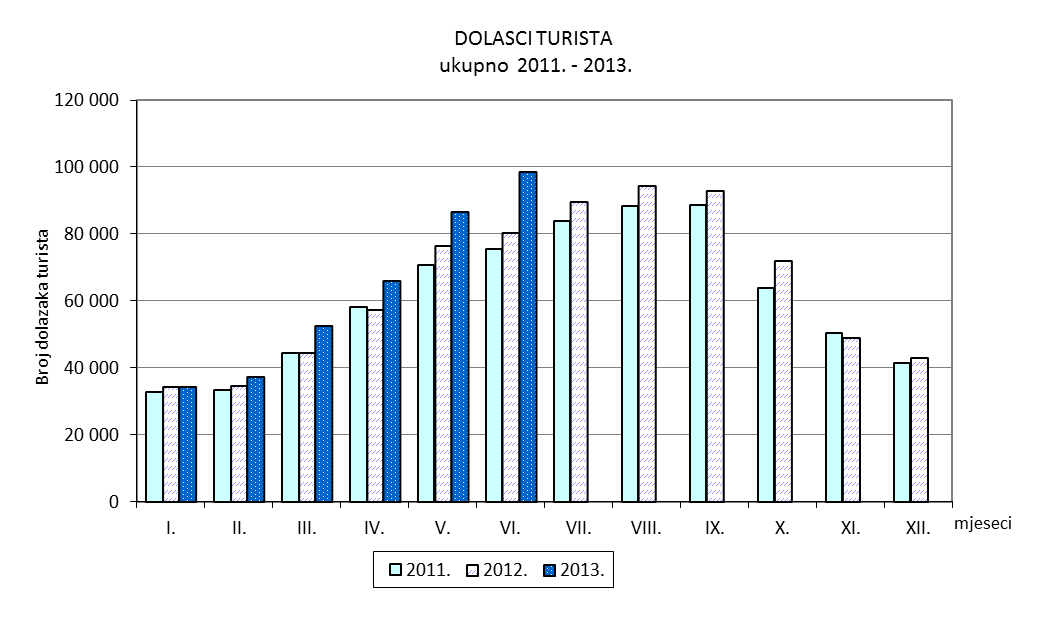 DOLASCI TURISTA
ukupno 2011. - 2013.
Broj dolazaka turista
120 000
100 000
80 000
60 000
40 000
20 000
0
I. II. III. IV. V. VI. VII. VIII. IX. X. XI. XII. mjeseci
2011. 2012. 2013.